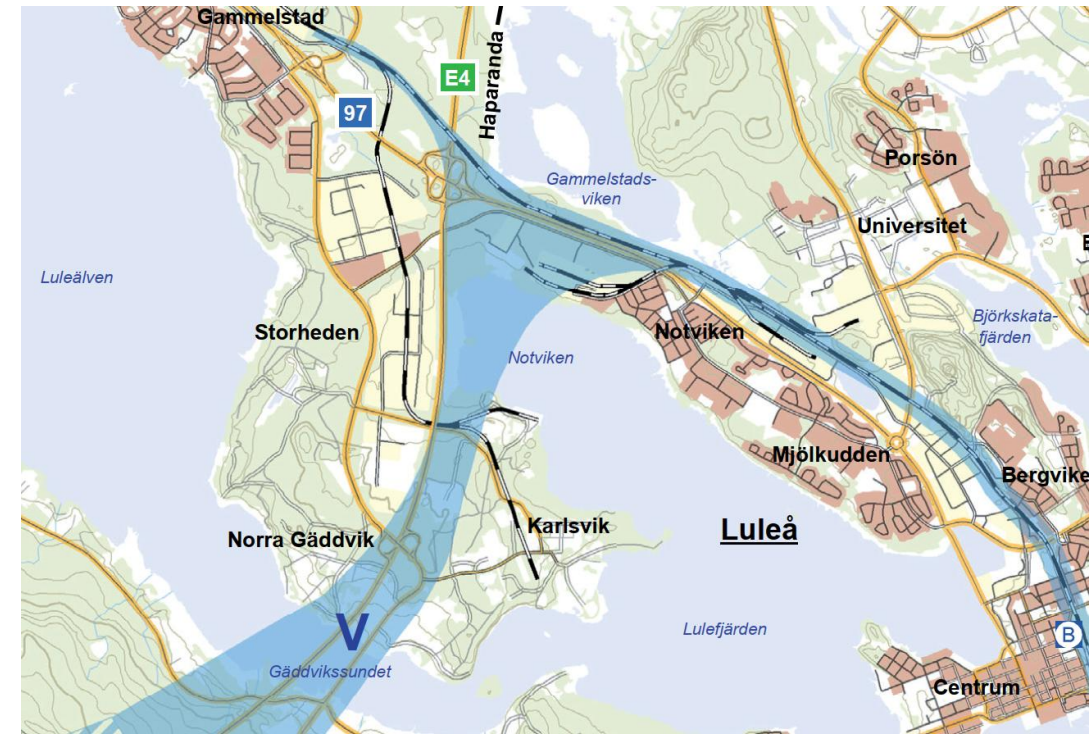 Gammelstad
E4
Haparanda
97
Porsön
Gammelstads-
viken
Universitet
Luleälven
Björkskata-
fjärden
Storheden
Notviken
Notviken
Mjölkudden
Bergvike
Luleå
Karlsvik
Norra Gäddvik
V
Lulefjärden
B
Gäddvikssundet
Centrum